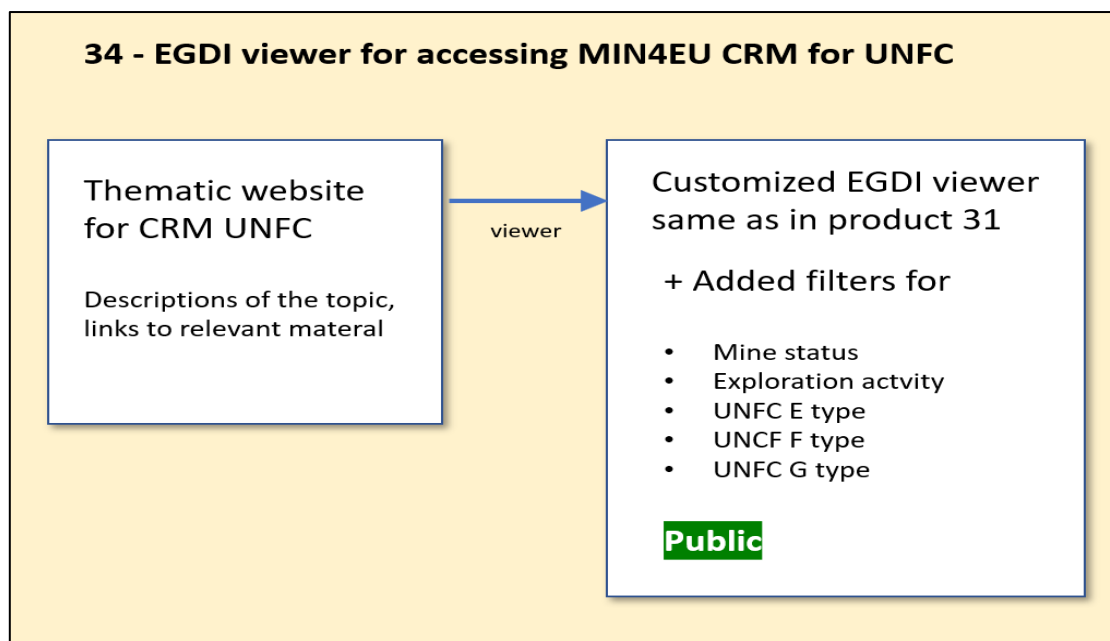 34 - EGDI viewer for accessing MIN4EU CRM for UNFC
Thematic website
for CRM UNFC
Descriptions of the topic,
links to relevant materal
viewer
Customized EGDI viewer
same as in product 31
+ Added filters for
• Mine status
• Exploration actvity
• UNFC E type
• UNCF F type
• UNFC G type
Public